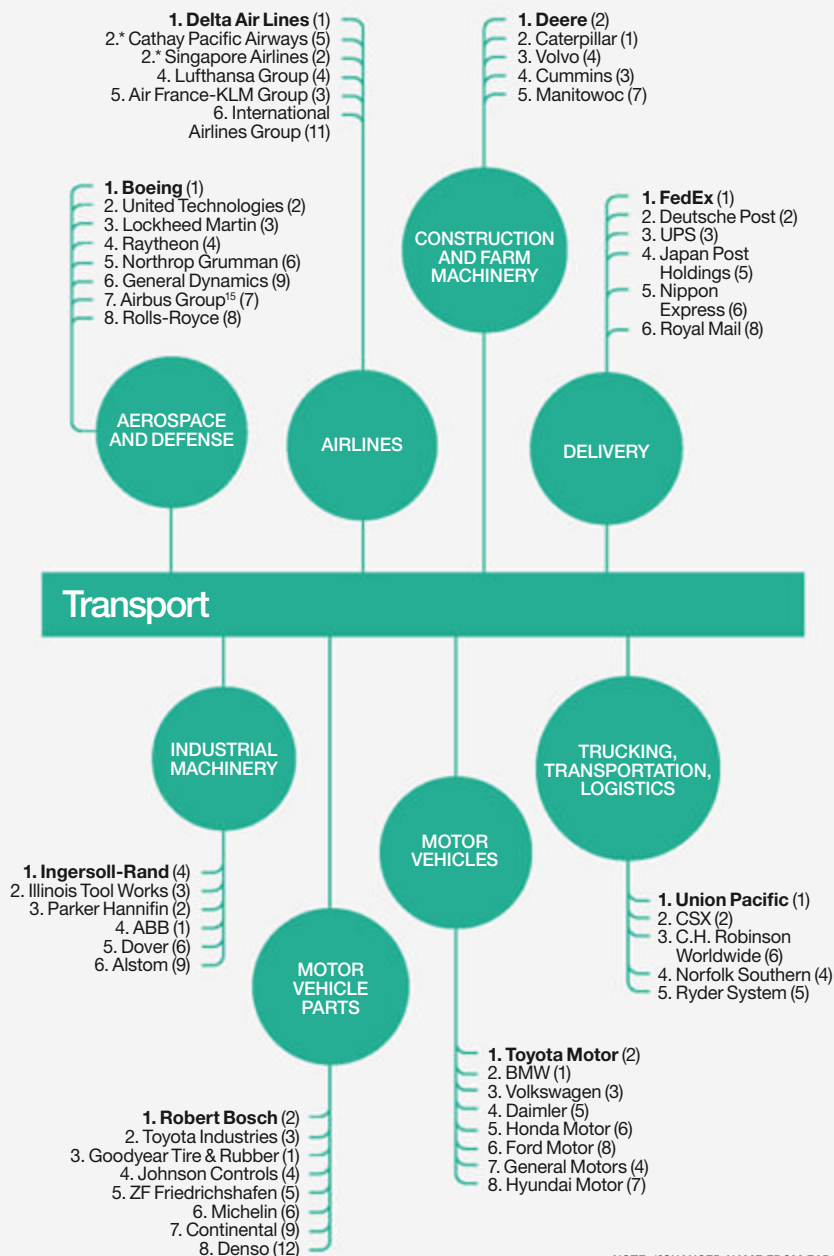 1. Delta Air Lines (1)
2.* Cathay Pacific Airways (5)
2.* Singapore Airlines (2)
4. Lufthansa Group (4)
5. Air France-KLM Group (3)
6. International
Airlines Group (11)
1. Deere (2)
2. Caterpillar (1)
3. Volvo (4)
4. Cummins (3)
5. Manitowoc (7)
1. Boeing (1)
2. United Technologies (2)
3. Lockheed Martin (3)
4. Raytheon (4)
5. Northrop Grumman (6)
6. General Dynamics (9)
7. Airbus Group¹⁵ (7)
8. Rolls-Royce (8)
1. FedEx (1)
2. Deutsche Post (2)
3. UPS (3)
4. Japan Post
Holdings (5)
5. Nippon
Express (6)
6. Royal Mail (8)
AEROSPACE
AND DEFENSE
AIRLINES
CONSTRUCTION
AND FARM
MACHINERY
DELIVERY
Transport
INDUSTRIAL
MACHINERY
MOTOR
VEHICLE
PARTS
MOTOR
VEHICLES
TRUCKING,
TRANSPORTATION,
LOGISTICS
1. Ingersoll-Rand (4)
2. Illinois Tool Works (3)
3. Parker Hannifin (2)
4. ABB (1)
5. Dover (6)
6. Alstom (9)
1. Union Pacific (1)
2. CSX (2)
3. C.H. Robinson
Worldwide (6)
4. Norfolk Southern (4)
5. Ryder System (5)
1. Toyota Motor (2)
2. BMW (1)
3. Volkswagen (3)
4. Daimler (5)
5. Honda Motor (6)
6. Ford Motor (8)
7. General Motors (4)
8. Hyundai Motor (7)
1. Robert Bosch (2)
2. Toyota Industries (3)
3. Goodyear Tire & Rubber (1)
4. Johnson Controls (4)
5. ZF Friedrichshafen (5)
6. Michelin (6)
7. Continental (9)
8. Denso (12)